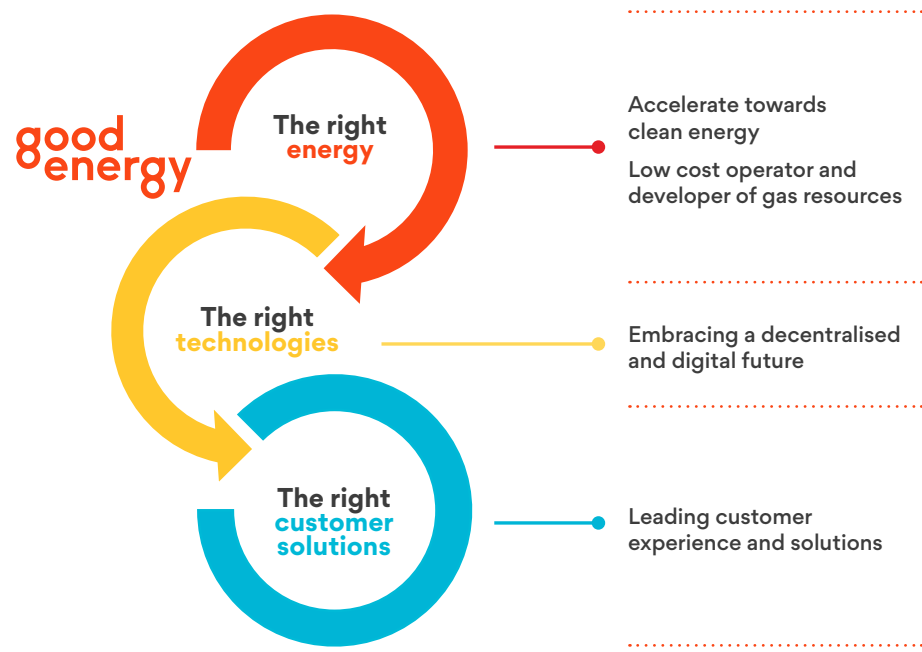 good
energy
The right
energy
Accelerate towards
clean energy
Low cost operator and
developer of gas resources
The right
technologies
Embracing a decentralised
and digital future
The right
customer
solutions
Leading customer
experience and solutions